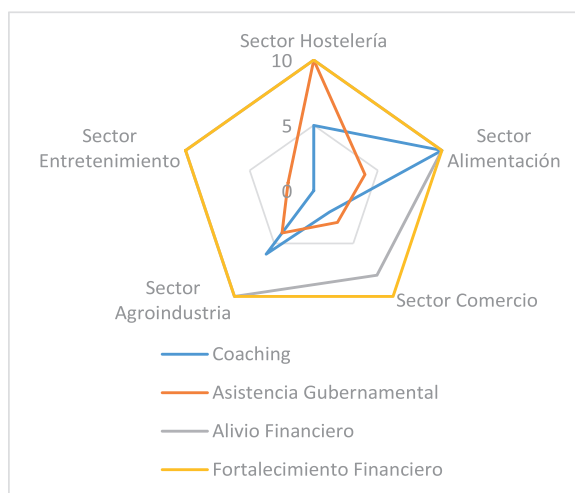 Sector Hostelería
10
5
0
Sector
Alimentación
Sector Comercio
Sector
Agroindustria
Sector
Entretenimiento
Coaching
Asistencia Gubernamental
Alivio Financiero
Fortalecimiento Financiero